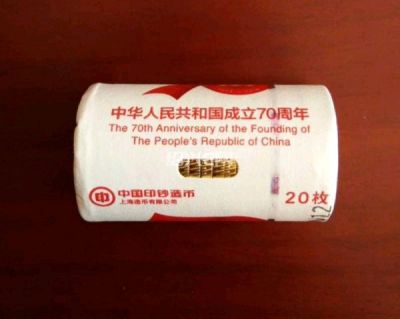 中华人民共和国成立70周年
The 70th Anniversary of the Founding of
The People's Republic of China
中国印钞造币
上海造币有限公司
20枚